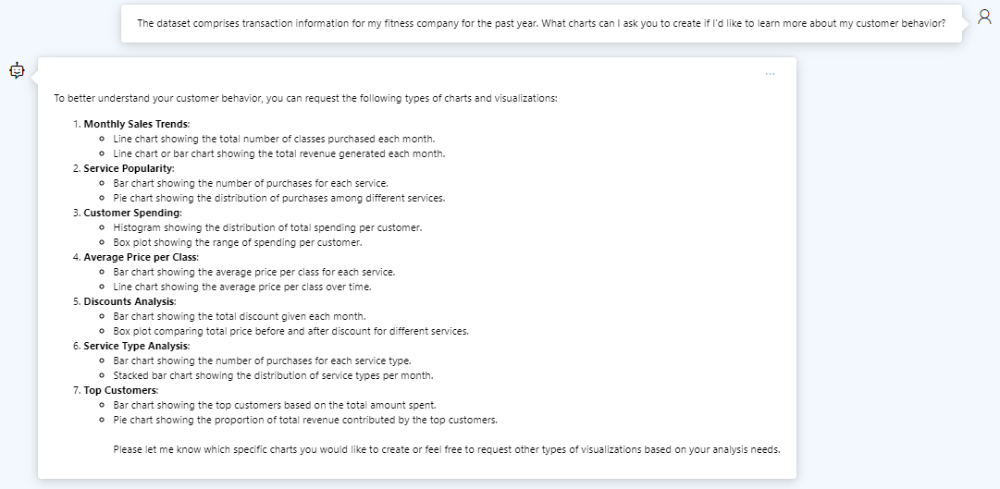 The dataset comprises transaction information for my fitness company for the past year. What charts can I ask you to create if I'd like to learn more about my customer behavior?
...
To better understand your customer behavior, you can request the following types of charts and visualizations:
1. Monthly Sales Trends:
Line chart showing the total number of classes purchased each month.
Line chart or bar chart showing the total revenue generated each month.
2. Service Popularity:
Bar chart showing the number of purchases for each service.
Pie chart showing the distribution of purchases among different services.
3. Customer Spending:
Histogram showing the distribution of total spending per customer.
Box plot showing the range of spending per customer.
4. Average Price per Class:
Bar chart showing the average price per class for each service.
Line chart showing the average price per class over time.
5. Discounts Analysis:
Bar chart showing the total discount given each month.
Box plot comparing total price before and after discount for different services.
6. Service Type Analysis:
Bar chart showing the number of purchases for each service type.
Stacked bar chart showing the distribution of service types per month.
7. Top Customers:
Bar chart showing the top customers based on the total amount spent.
Pie chart showing the proportion of total revenue contributed by the top customers.
Please let me know which specific charts you would like to create or feel free to request other types of visualizations based on your analysis needs.